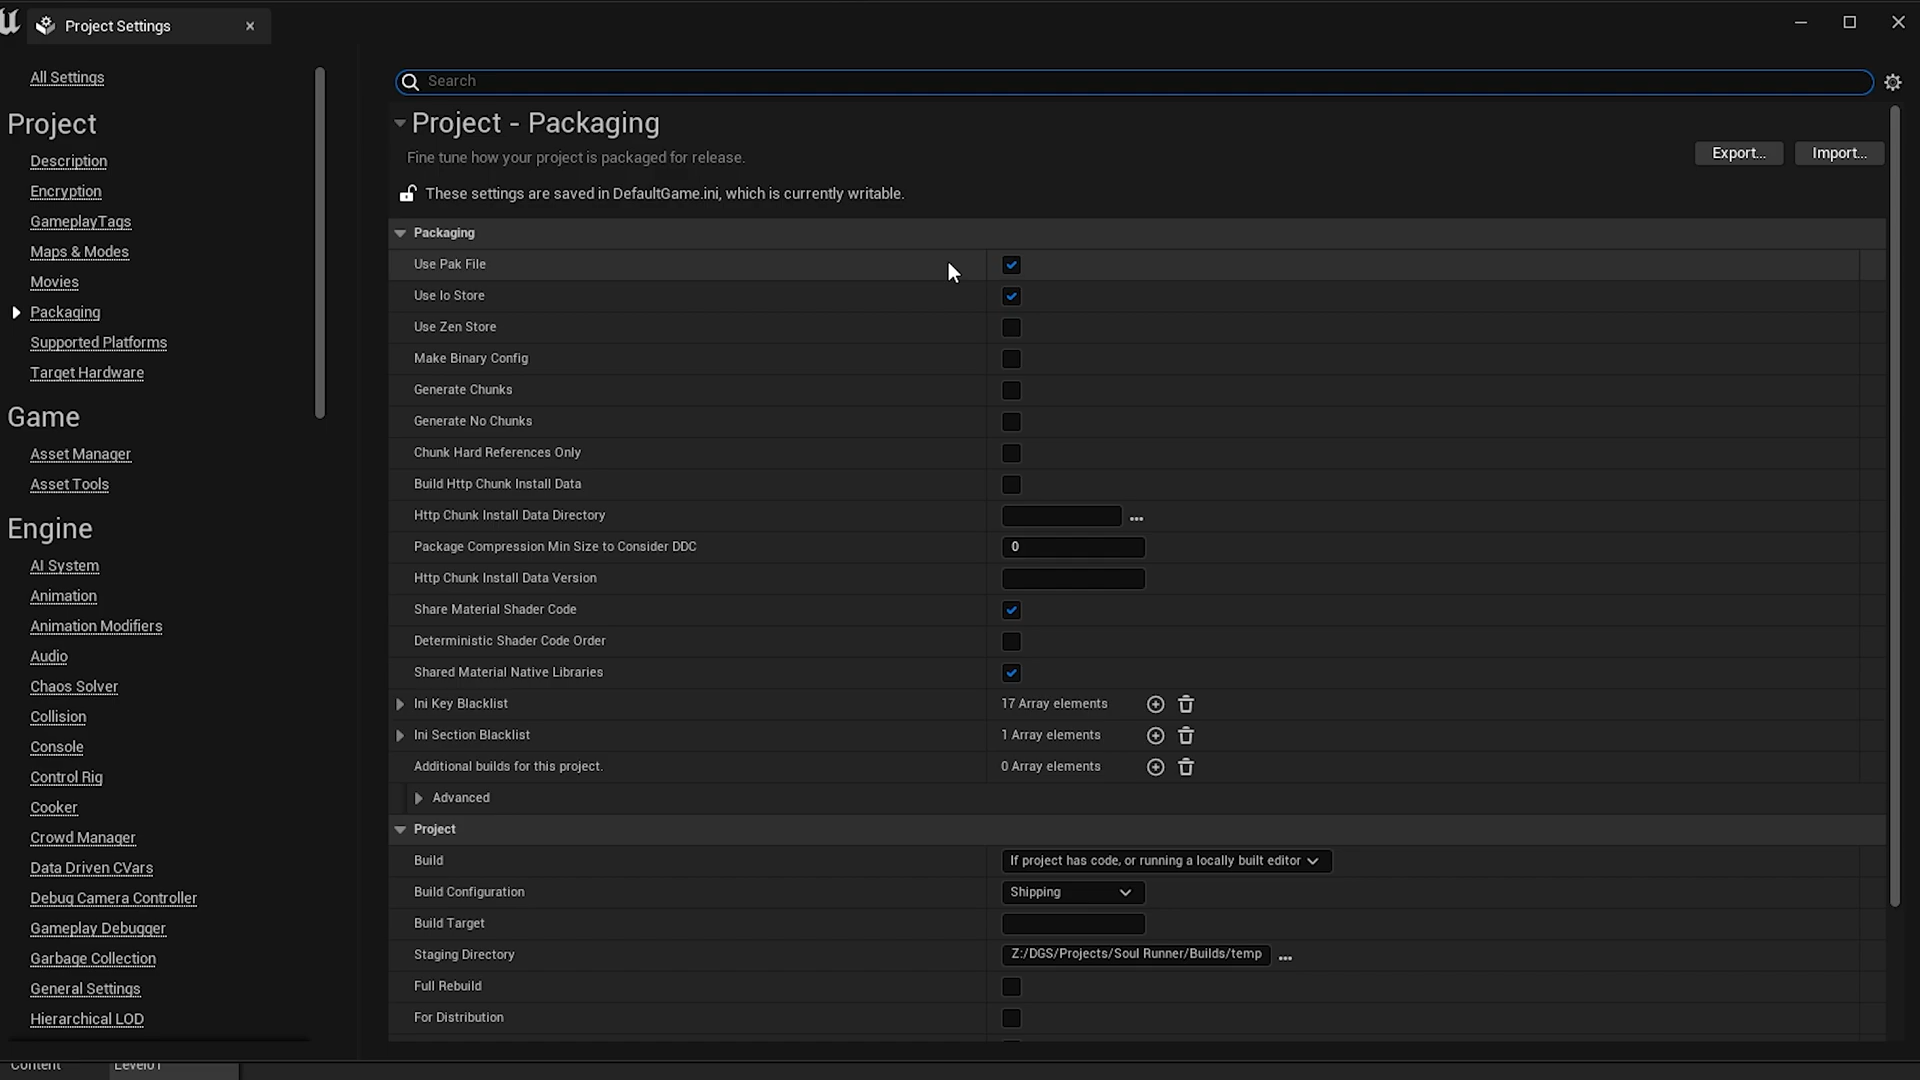 Project Settings
All Settings
Project
Description
Encryption
GameplayTags
Maps & Modes
Movies
Packaging
Supported Platforms
Target Hardware
Game
Asset Manager
Asset Tools
Engine
AI System
Animation
Animation Modifiers
Audio
Chaos Solver
Collision
Console
Control Rig
Cooker
Crowd Manager
Data Driven CVars
Debug Camera Controller
Gameplay Debugger
Garbage Collection
General Settings
Hierarchical LOD
Search
Project - Packaging
Fine tune how your project is packaged for release.
Export... Import...
These settings are saved in DefaultGame.ini, which is currently writable.
Packaging
Use Pak File
Use Io Store
Use Zen Store
Make Binary Config
Generate Chunks
Generate No Chunks
Chunk Hard References Only
Build Http Chunk Install Data
Http Chunk Install Data Directory ...
Package Compression Min Size to Consider DDC 0
Http Chunk Install Data Version
Share Material Shader Code
Deterministic Shader Code Order
Shared Material Native Libraries
Ini Key Blacklist 17 Array elements
Ini Section Blacklist 1 Array elements
Additional builds for this project. 0 Array elements
Advanced
Project
Build If project has code, or running a locally built editor
Build Configuration Shipping
Build Target
Staging Directory Z:/DGS/Projects/Soul Runner/Builds/temp ...
Full Rebuild
For Distribution
Content Level01